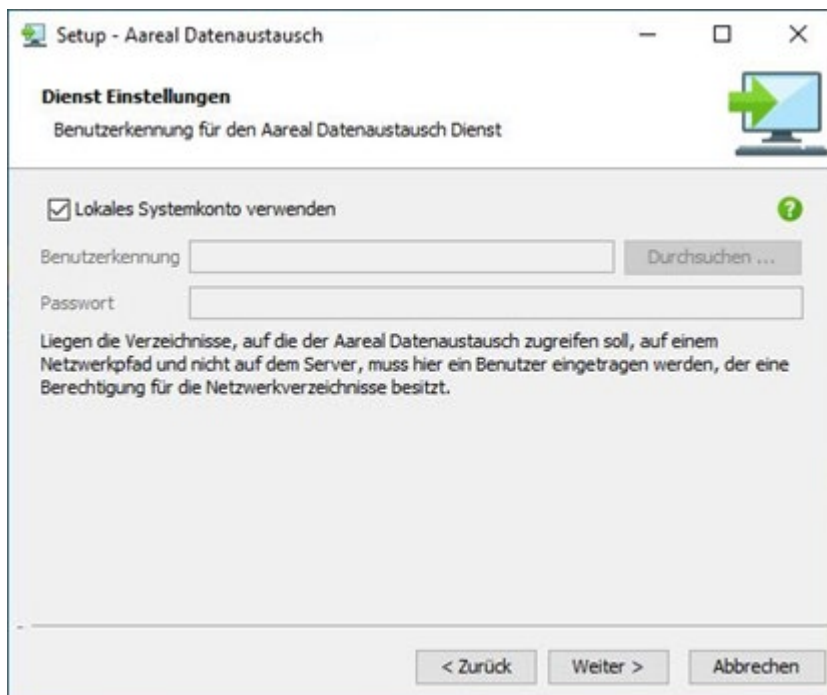 Setup - Aareal Datenaustausch
Dienst Einstellungen
Benutzerkennung für den Aareal Datenaustausch Dienst
Lokales Systemkonto verwenden
?
Benutzerkennung
Durchsuchen ...
Passwort
Liegen die Verzeichnisse, auf die der Aareal Datenaustausch zugreifen soll, auf einem
Netzwerkpfad und nicht auf dem Server, muss hier ein Benutzer eingetragen werden, der eine
Berechtigung für die Netzwerkverzeichnisse besitzt.
< Zurück
Weiter >
Abbrechen